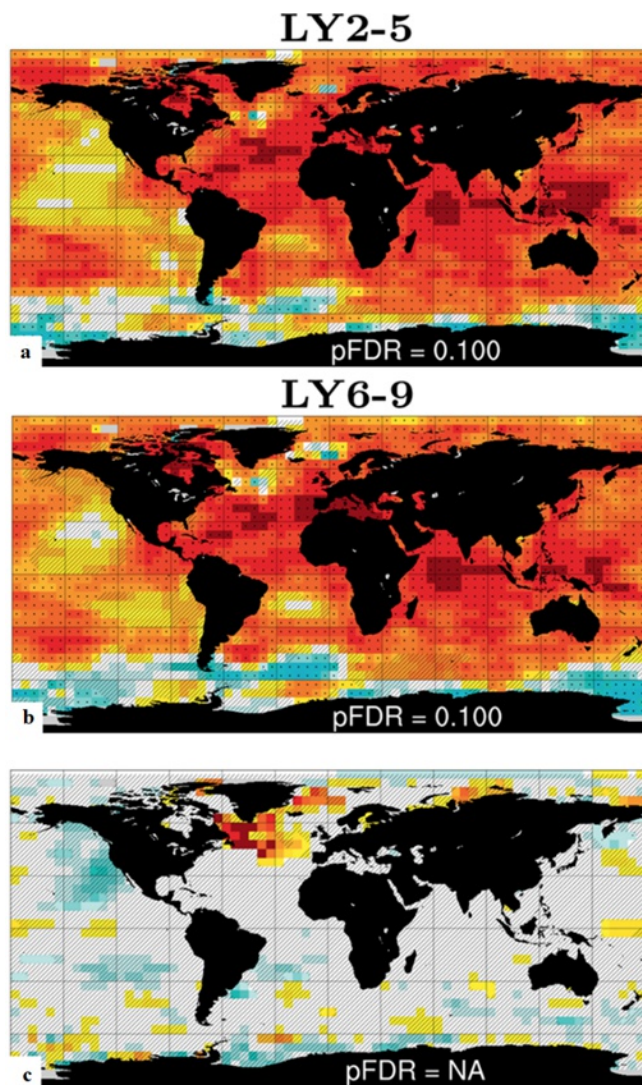 LY2-5
a
pFDR = 0.100
LY6-9
b
pFDR = 0.100
c
pFDR = NA